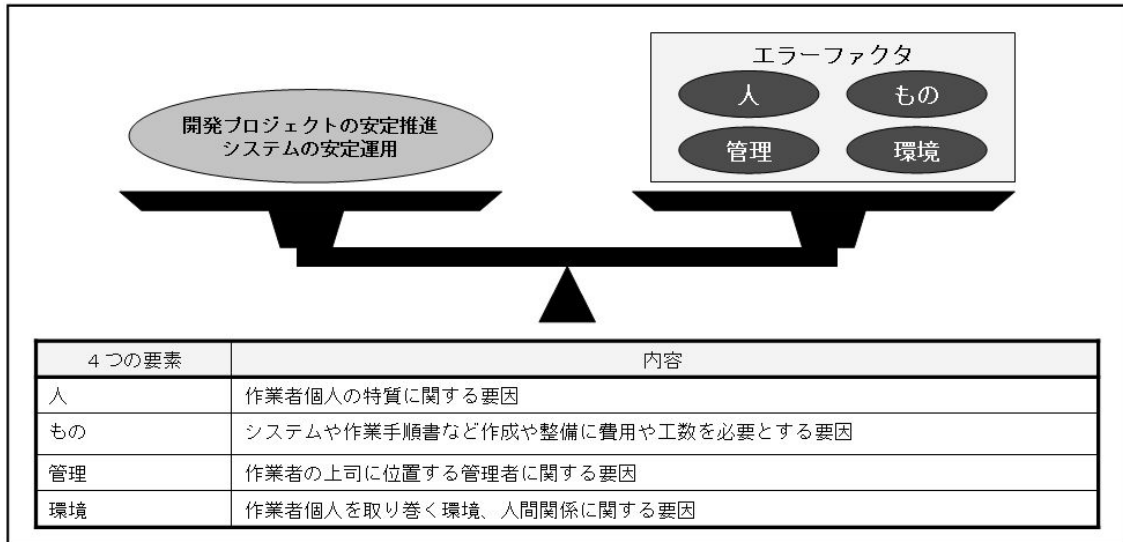 エラーファクタ
人 もの
管理 環境
開発プロジェクトの安定推進
システムの安定運用
４つの要素 内容
人 作業者個人の特質に関する要因
もの システムや作業手順書など作成や整備に費用や工数を必要とする要因
管理 作業者の上司に位置する管理者に関する要因
環境 作業者個人を取り巻く環境、人間関係に関する要因